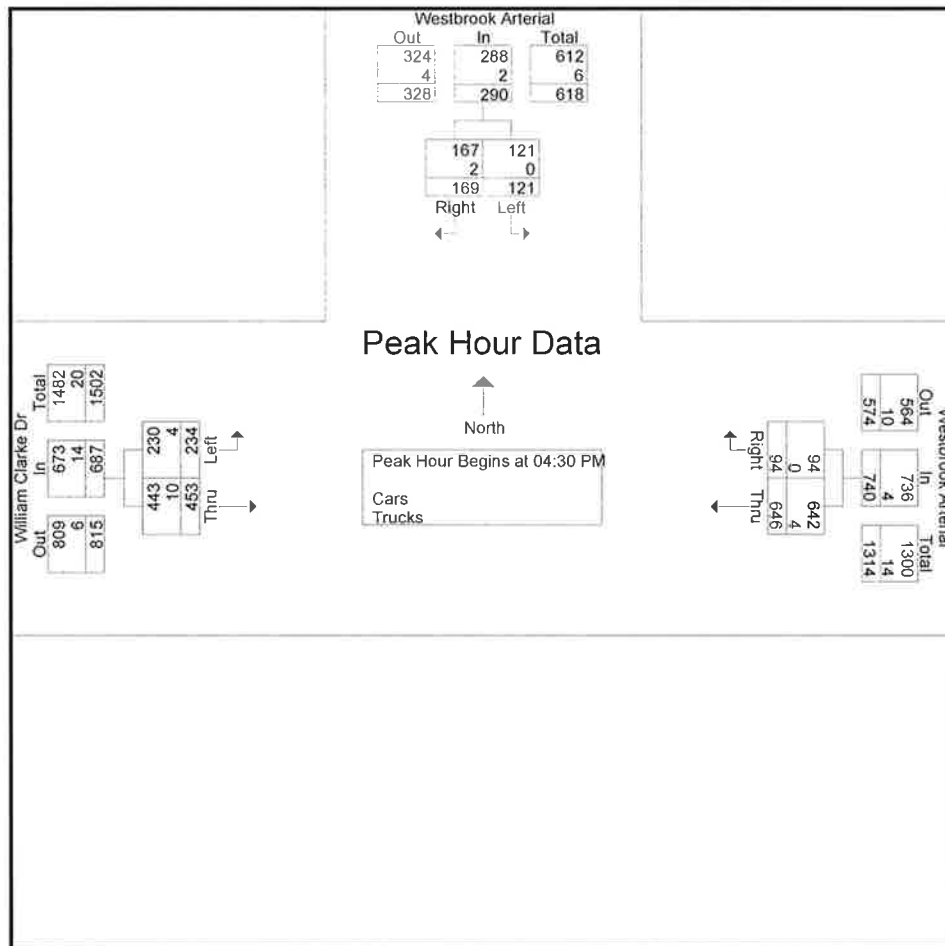 Westbrook Arterial
Out In Total
324 288 612
4 2 6
328 290 618
167 121
2 0
169 121
Right Left
Peak Hour Data
North
Peak Hour Begins at 04:30 PM
Cars
Trucks
William Clarke Dr
Out In Total
809 673 1482
6 14 20
815 687 1502
Left
230
4
234
Thru
443
10
453
Westbrook Arterial
Out In Total
564 736 1300
10 4 14
574 740 1314
Right Thru
94 642
0 4
94 646